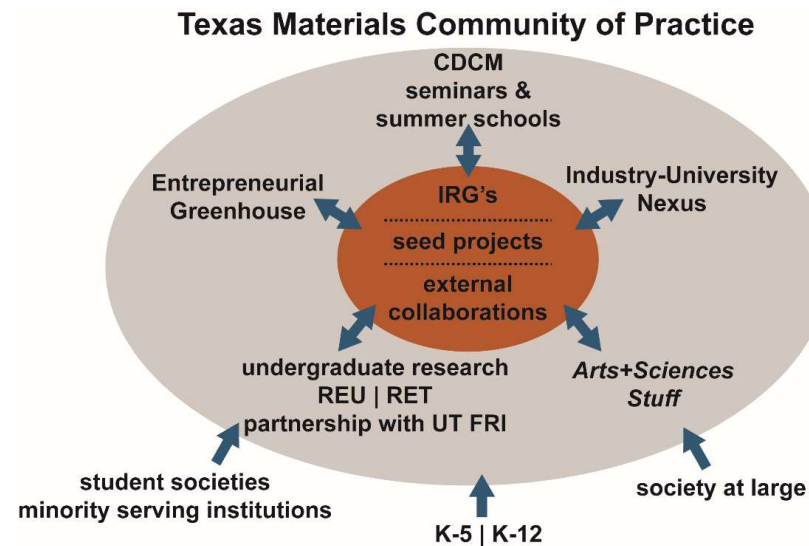 Texas Materials Community of Practice
CDCM
seminars &
summer schools
Entrepreneurial
Greenhouse
IRG's
Industry-University
Nexus
seed projects
external
collaborations
undergraduate research
REU | RET
partnership with UT FRI
Arts+Sciences
Stuff
student societies
minority serving institutions
society at large
K-5 | K-12